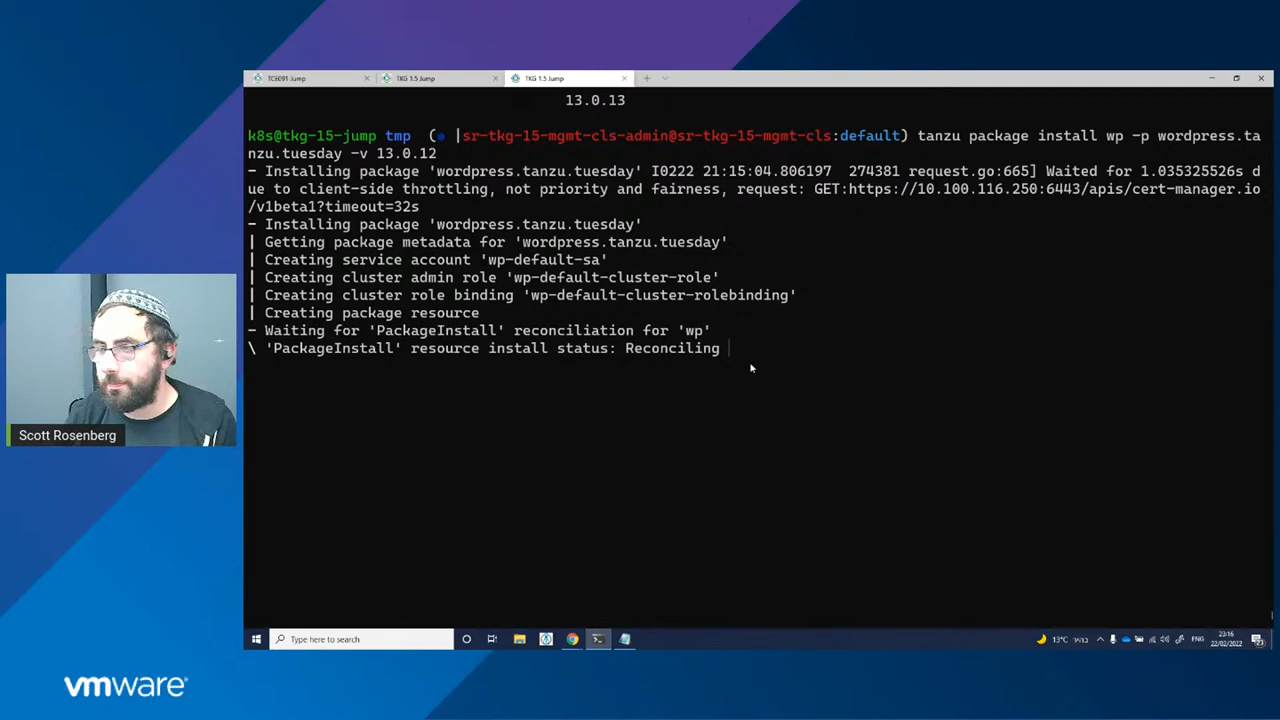 TCE091 Jump
TKG 1.5 Jump
TKG 1.5 Jump
13.0.13
k8s@tkg-15-jump tmp (● |sr-tkg-15-mgmt-cls-admin@sr-tkg-15-mgmt-cls:default) tanzu package install wp -p wordpress.ta
nzu.tuesday -v 13.0.12
- Installing package 'wordpress.tanzu.tuesday' I0222 21:15:04.806197 274381 request.go:665] Waited for 1.035325526s d
ue to client-side throttling, not priority and fairness, request: GET:https://10.100.116.250:6443/apis/cert-manager.io
/v1beta1?timeout=32s
- Installing package 'wordpress.tanzu.tuesday'
| Getting package metadata for 'wordpress.tanzu.tuesday'
| Creating service account 'wp-default-sa'
| Creating cluster admin role 'wp-default-cluster-role'
| Creating cluster role binding 'wp-default-cluster-rolebinding'
| Creating package resource
- Waiting for 'PackageInstall' reconciliation for 'wp'
\ 'PackageInstall' resource install status: Reconciling
Scott Rosenberg
Type here to search
13°C בהיר
ENG
23:16
22/02/2022
vmware